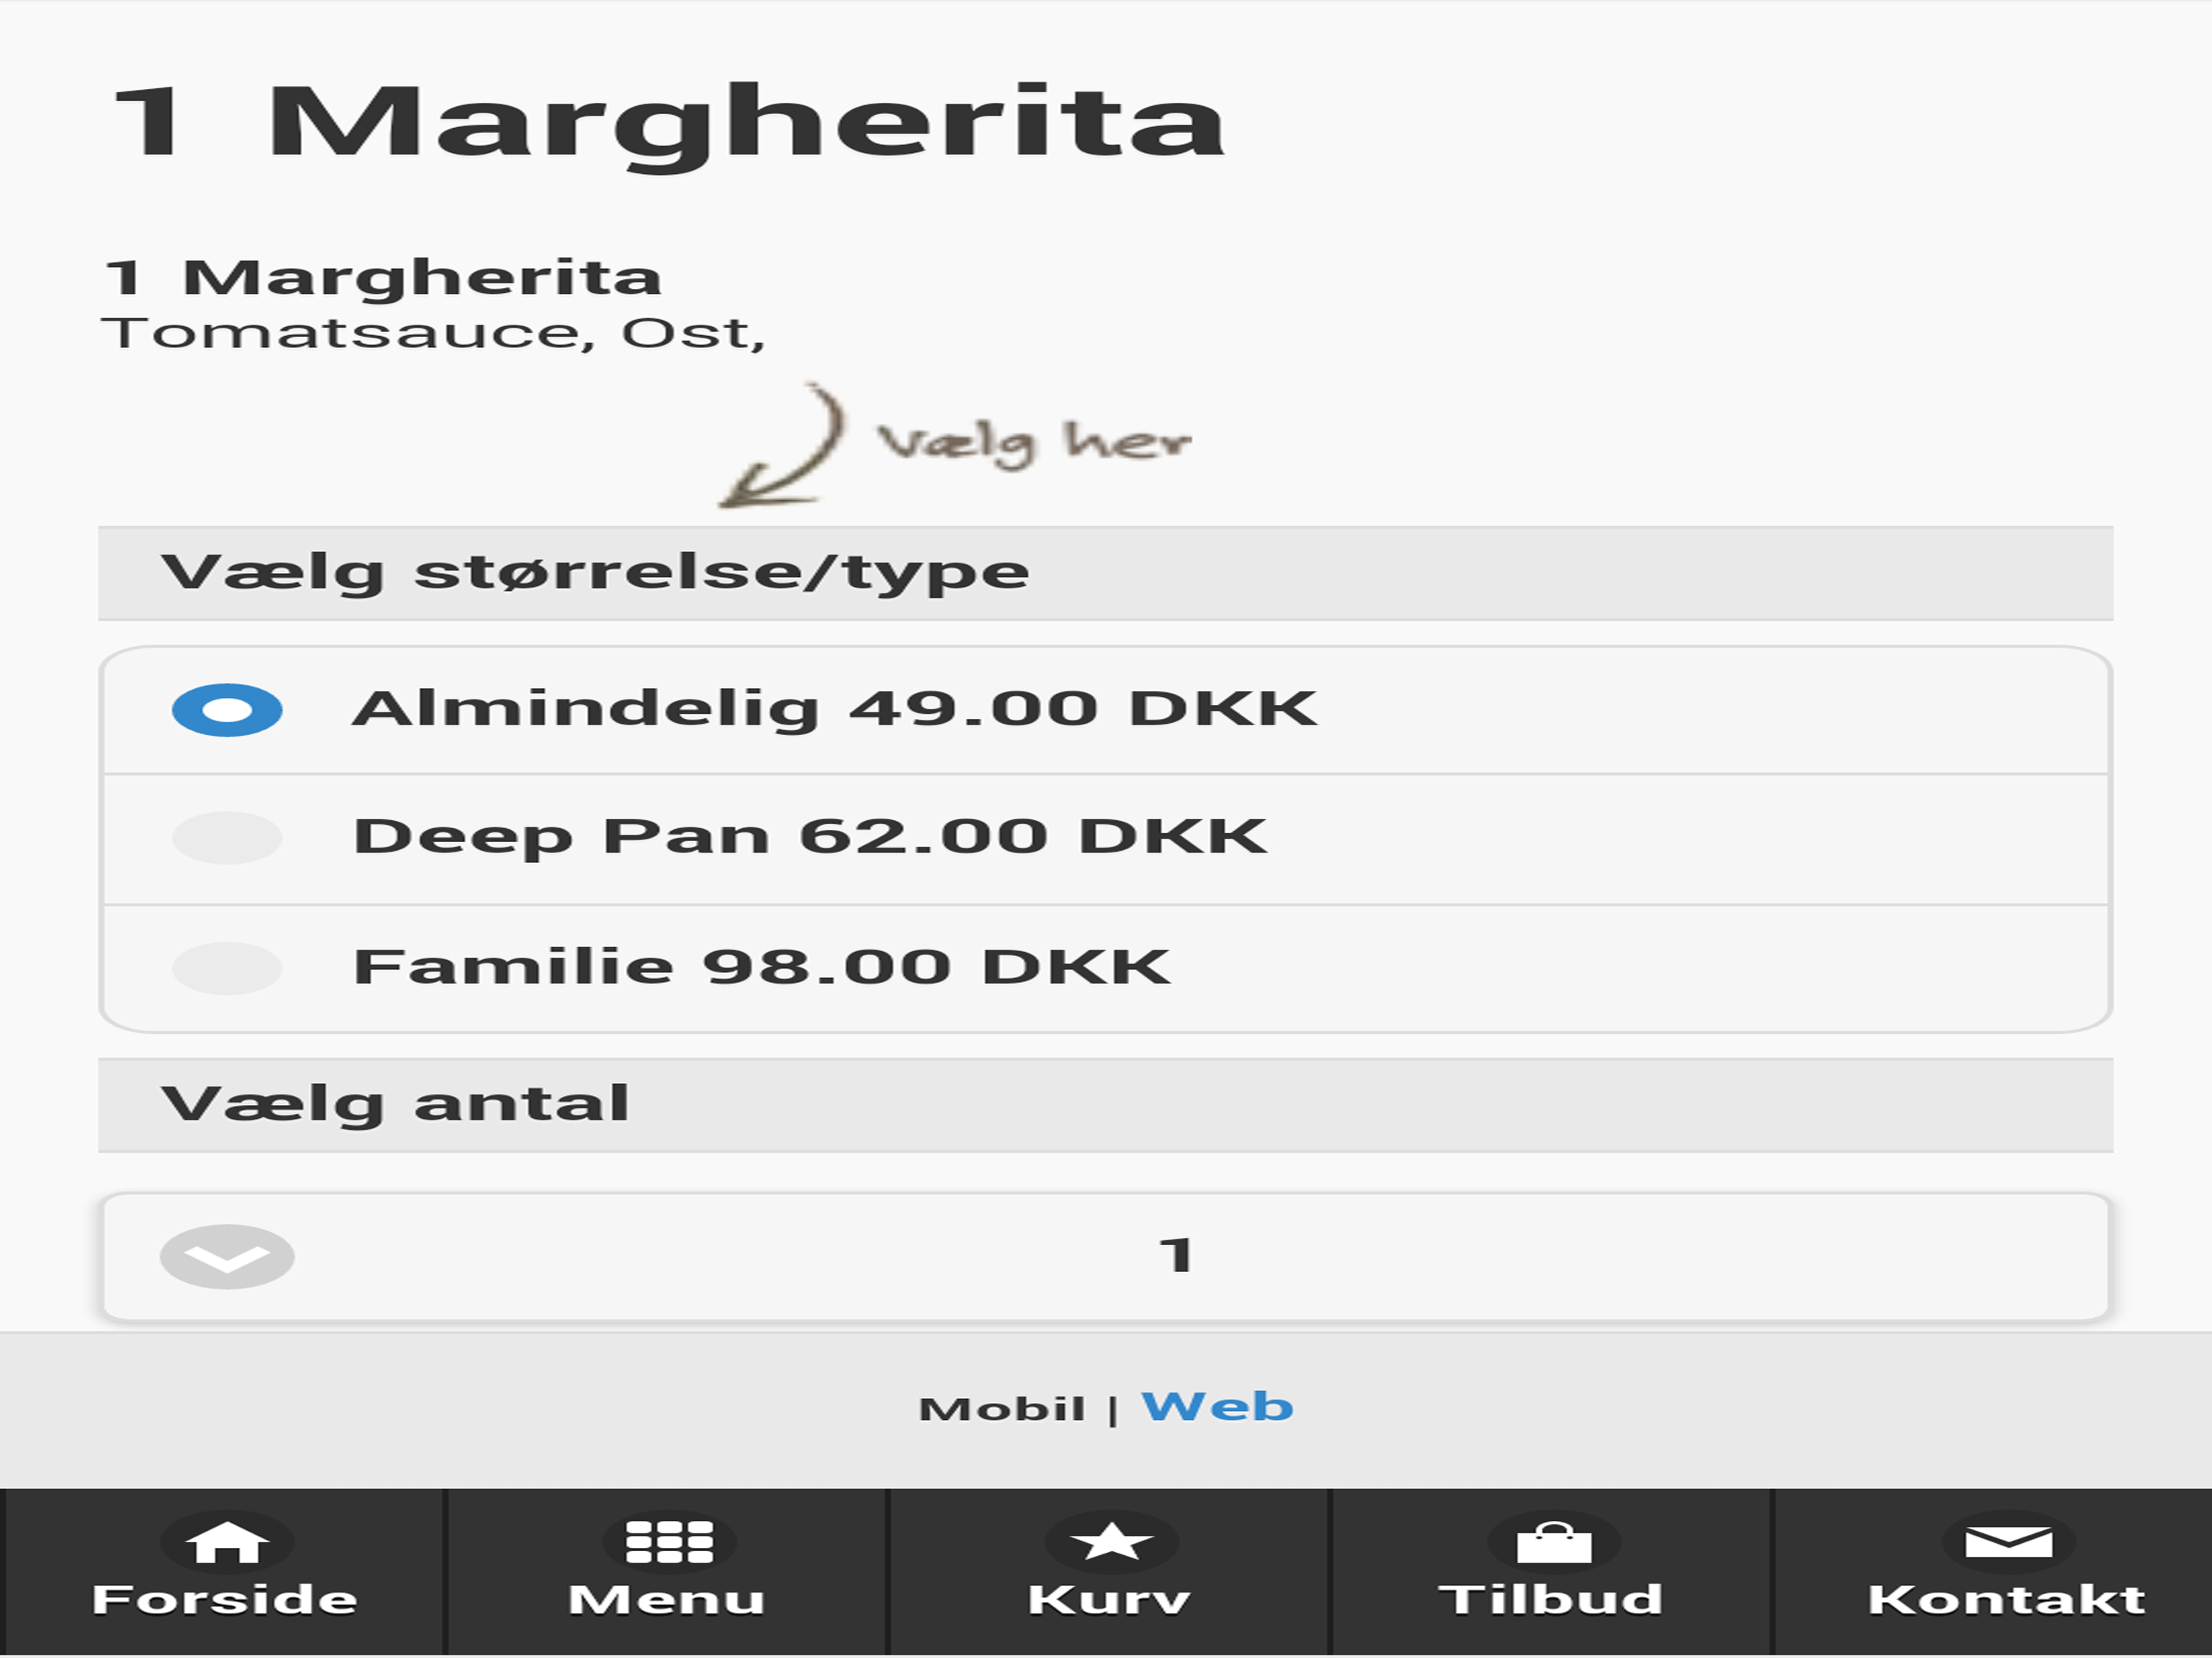 1 Margherita
1 Margherita
Tomatsauce, Ost,
Vælg her
Vælg størrelse/type
Almindelig 49.00 DKK
Deep Pan 62.00 DKK
Familie 98.00 DKK
Vælg antal
1
Mobil | Web
Forside Menu Kurv Tilbud Kontakt